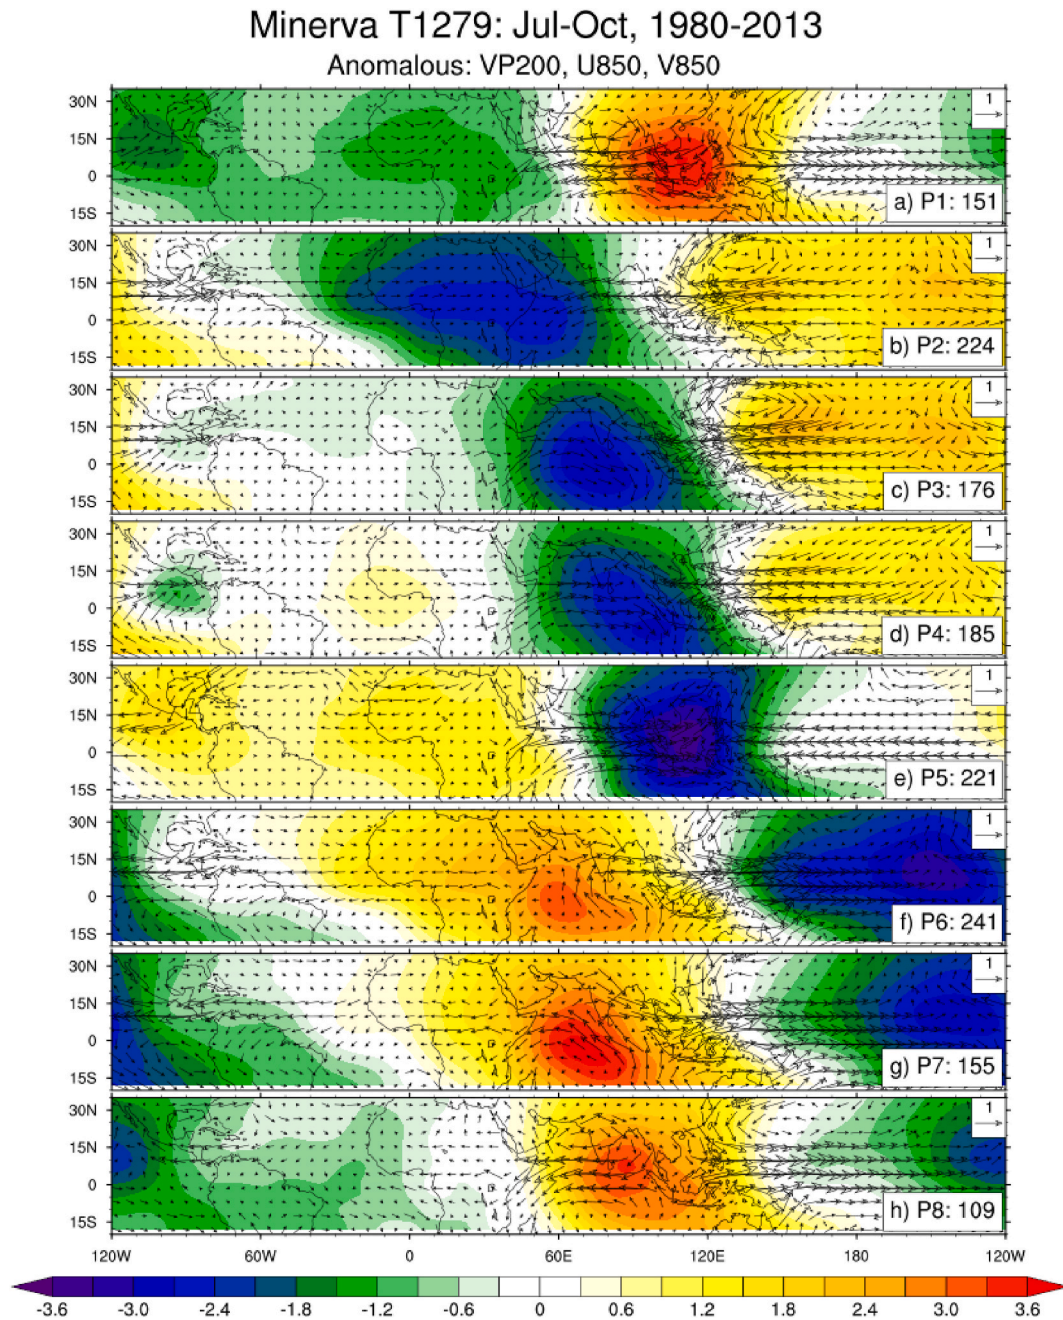 Minerva T1279: Jul-Oct, 1980-2013
Anomalous: VP200, U850, V850
30N
15N
0
15S
1
a) P1: 151
30N
15N
0
15S
1
b) P2: 224
30N
15N
0
15S
1
c) P3: 176
30N
15N
0
15S
1
d) P4: 185
30N
15N
0
15S
1
e) P5: 221
30N
15N
0
15S
1
f) P6: 241
30N
15N
0
15S
1
g) P7: 155
30N
15N
0
15S
1
h) P8: 109
120W 60W 0 60E 120E 180 120W
-3.6 -3.0 -2.4 -1.8 -1.2 -0.6 0 0.6 1.2 1.8 2.4 3.0 3.6